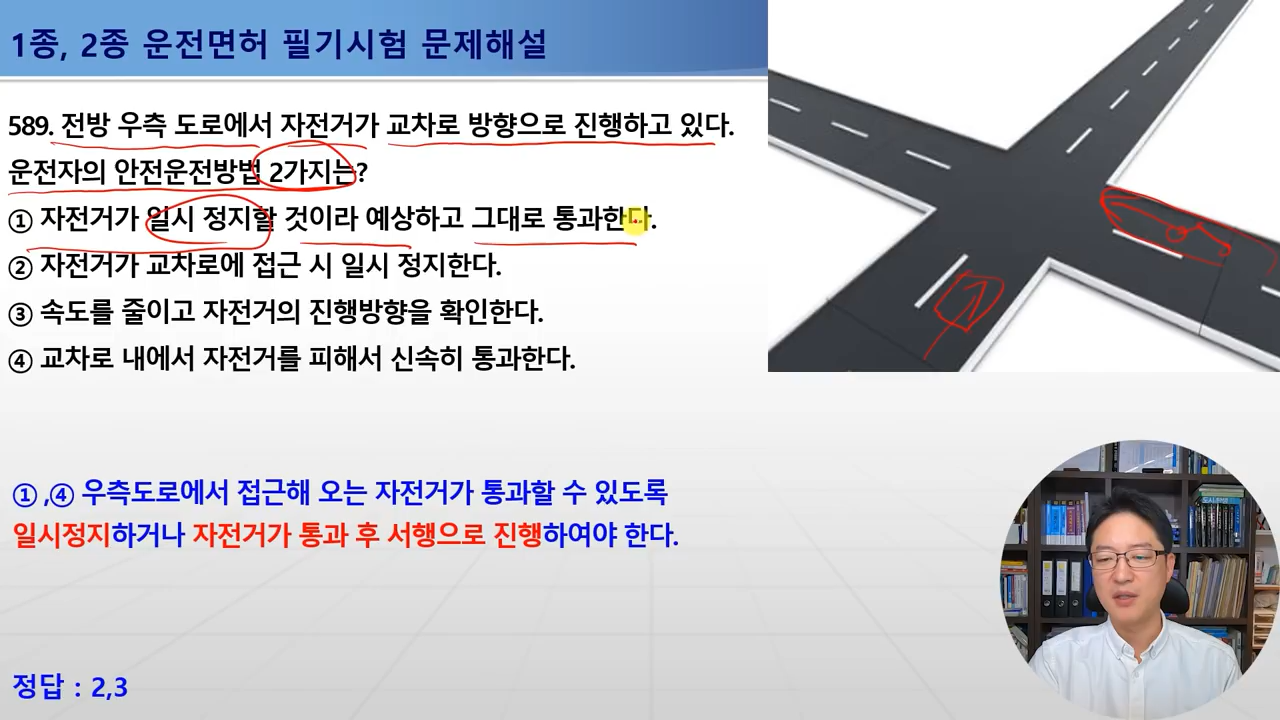 1종, 2종 운전면허 필기시험 문제해설
589. 전방 우측 도로에서 자전거가 교차로 방향으로 진행하고 있다.
운전자의 안전운전방법 2가지는?
① 자전거가 일시 정지할 것이라 예상하고 그대로 통과한다.
② 자전거가 교차로에 접근 시 일시 정지한다.
③ 속도를 줄이고 자전거의 진행방향을 확인한다.
④ 교차로 내에서 자전거를 피해서 신속히 통과한다.
① ,④ 우측도로에서 접근해 오는 자전거가 통과할 수 있도록
일시정지하거나 자전거가 통과 후 서행으로 진행하여야 한다.
정답 : 2,3